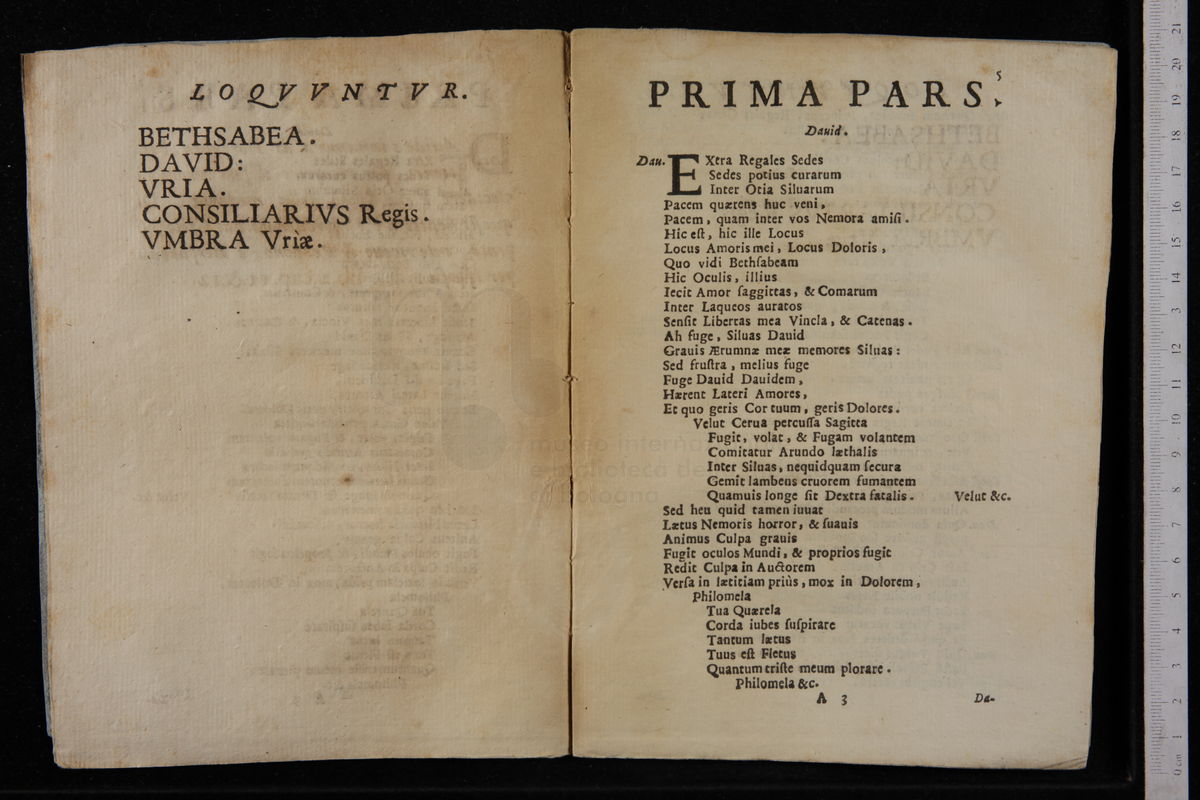 LOQVVNTVR.
BETHSABEA.
DAVID:
VRIA.
CONSILIARIVS Regis.
VMBRA Vriæ.
5
PRIMA PARS.
Dauid.
Dau. EXtra Regales Sedes
Sedes potius curarum
Inter Otia Siluarum
Pacem quærens huc veni,
Pacem, quam inter vos Nemora amiſi.
Hic eſt, hic ille Locus
Locus Amoris mei, Locus Doloris,
Quo vidi Bethſabeam
Hic Oculis, illius
Iecit Amor ſaggittas, & Comarum
Inter Laqueos auratos
Senſit Libertas mea Vincla, & Catenas.
Ah fuge, Siluas Dauid
Grauis Ærumnæ meæ memores Siluas:
Sed fruſtra, melius fuge
Fuge Dauid Dauidem,
Hærent Lateri Amores,
Et quo geris Cor tuum, geris Dolores.
Velut Cerua percuſſa Sagitta
Fugit, volat, & Fugam volantem
Comitatur Arundo læthalis
Inter Siluas, nequidquam ſecura
Gemit lambens cruorem fumantem
Quamuis longe ſit Dextra fatalis. Velut &c.
Sed heu quid tamen iuuat
Lætus Nemoris horror, & ſuauis
Animus Culpa grauis
Fugit oculos Mundi, & proprios fugit
Redit Culpa in Auctorem
Verſa in lætitiam priùs, mox in Dolorem,
Philomela
Tua Quærela
Corda iubes ſuſpirare
Tantum lætus
Tuus eſt Fletus
Quantum triſte meum plorare.
Philomela &c.
A 3 Da-
museo interna
e biblioteca de
di Bologna